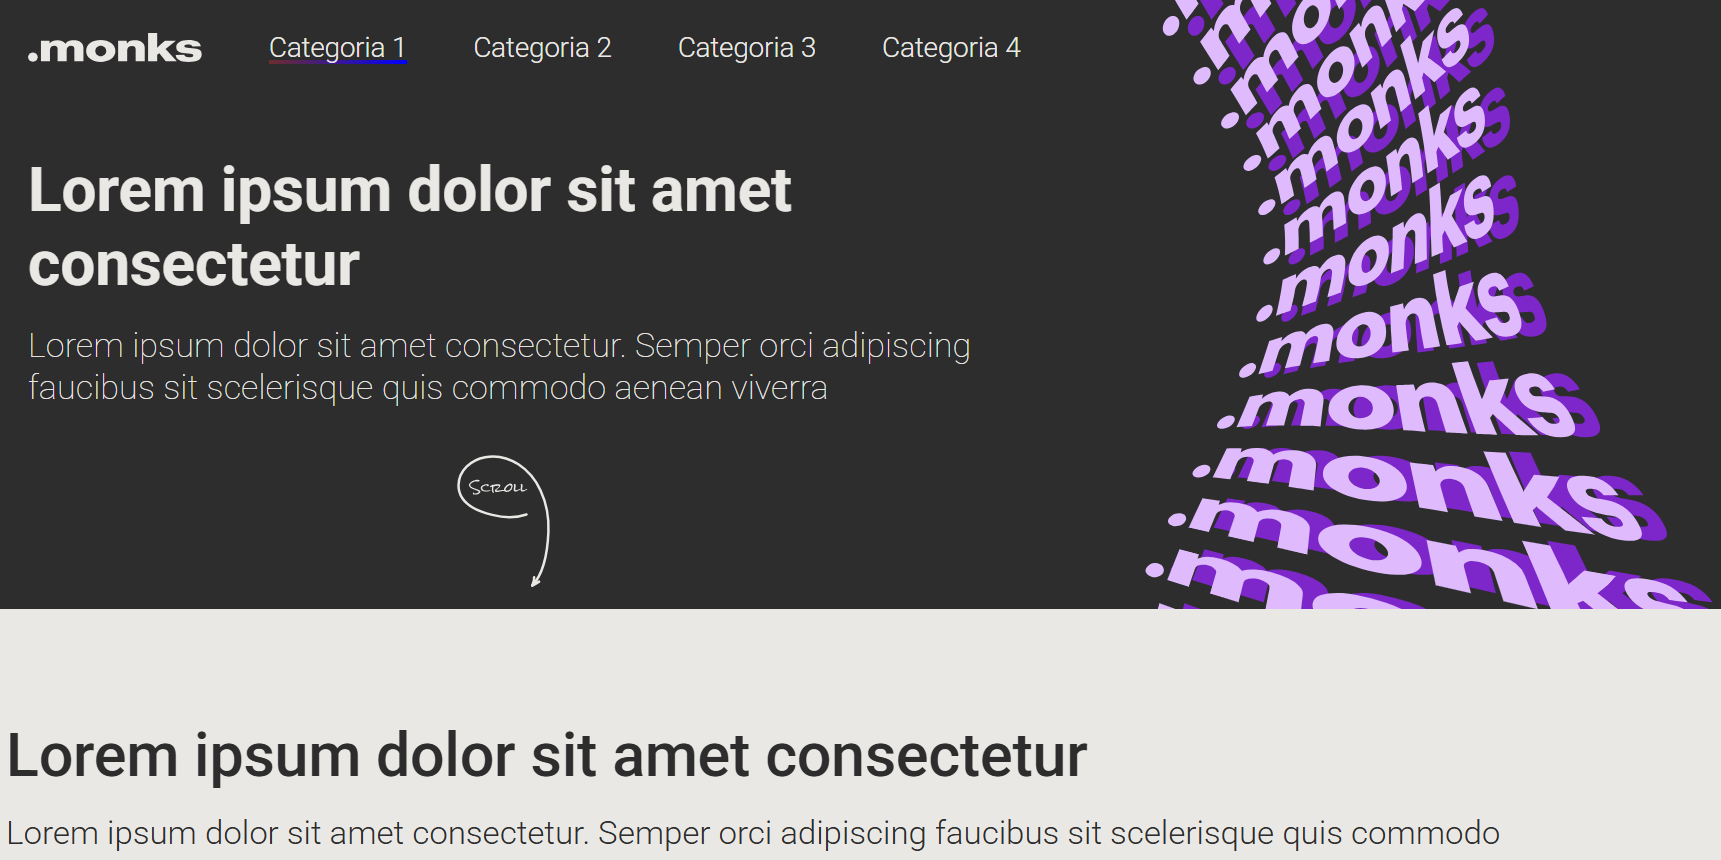 .monks Categoria 1 Categoria 2 Categoria 3 Categoria 4
Lorem ipsum dolor sit amet
consectetur
Lorem ipsum dolor sit amet consectetur. Semper orci adipiscing
faucibus sit scelerisque quis commodo aenean viverra
SCROLL
.monks
.monks
.monks
.monks
.monks
.monks
.monks
.monks
.monks
.monks
Lorem ipsum dolor sit amet consectetur
Lorem ipsum dolor sit amet consectetur. Semper orci adipiscing faucibus sit scelerisque quis commodo